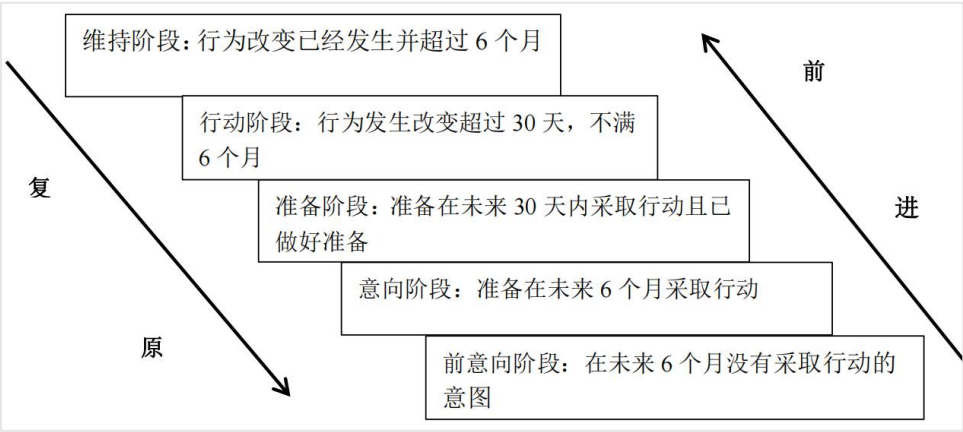 维持阶段：行为改变已经发生并超过 6 个月
前
行动阶段：行为发生改变超过 30 天，不满
6 个月
复
准备阶段：准备在未来 30 天内采取行动且已
做好准备
进
意向阶段：准备在未来 6 个月采取行动
原
前意向阶段：在未来 6 个月没有采取行动的
意图